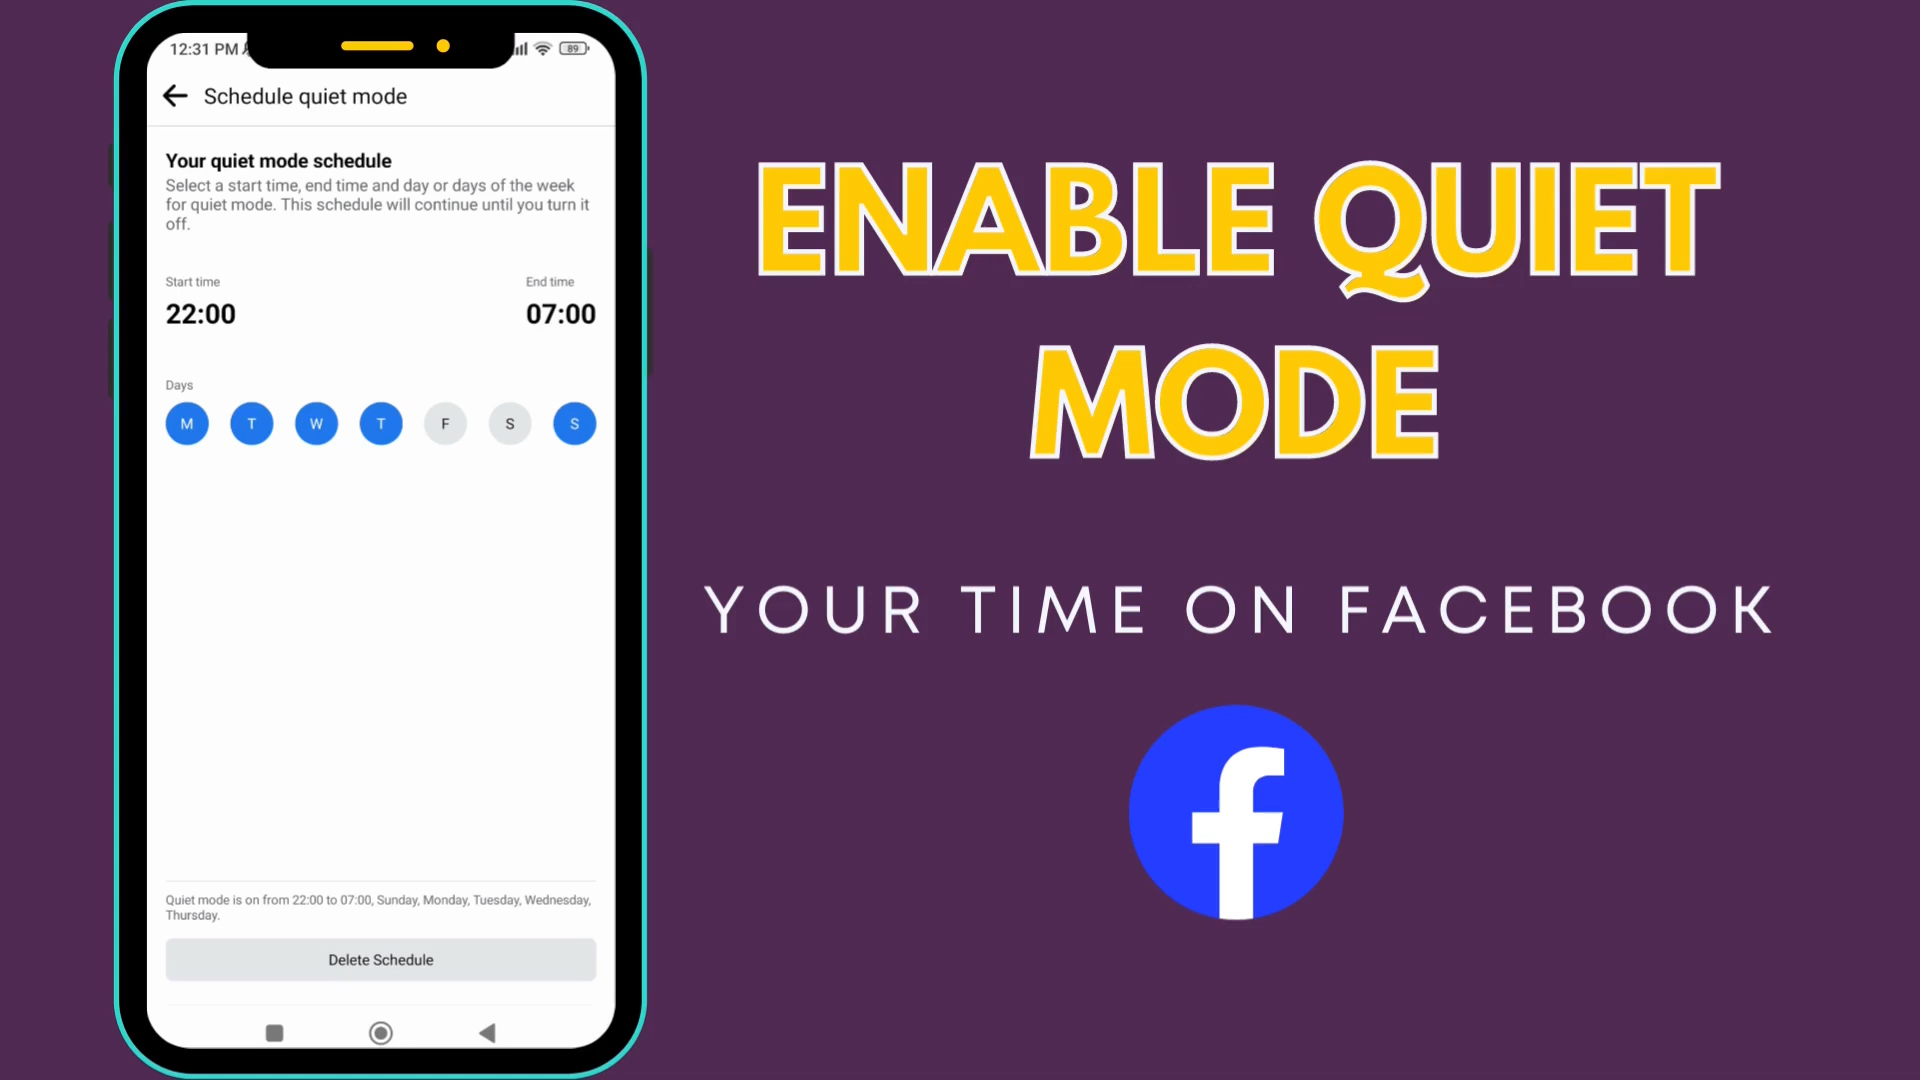 12:31 PM
89
Schedule quiet mode
Your quiet mode schedule
Select a start time, end time and day or days of the week
for quiet mode. This schedule will continue until you turn it
off.
Start time
End time
22:00
07:00
Days
M T W T F S S
Quiet mode is on from 22:00 to 07:00, Sunday, Monday, Tuesday, Wednesday,
Thursday.
Delete Schedule
ENABLE QUIET
MODE
YOUR TIME ON FACEBOOK
f